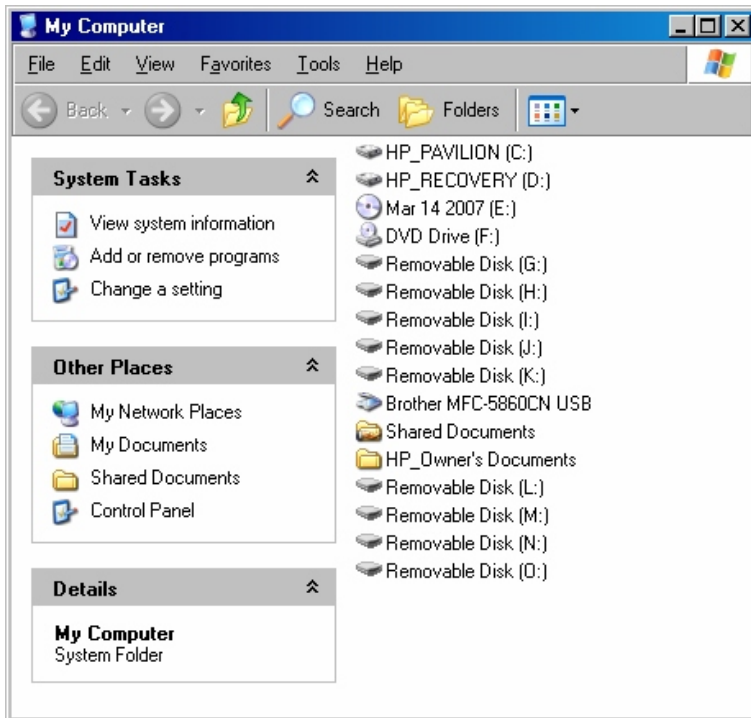 My Computer
File Edit View Favorites Tools Help
Back Search Folders
System Tasks
View system information
Add or remove programs
Change a setting
Other Places
My Network Places
My Documents
Shared Documents
Control Panel
Details
My Computer
System Folder
HP_PAVILION (C:)
HP_RECOVERY (D:)
Mar 14 2007 (E:)
DVD Drive (F:)
Removable Disk (G:)
Removable Disk (H:)
Removable Disk (I:)
Removable Disk (J:)
Removable Disk (K:)
Brother MFC-5860CN USB
Shared Documents
HP_Owner's Documents
Removable Disk (L:)
Removable Disk (M:)
Removable Disk (N:)
Removable Disk (O:)